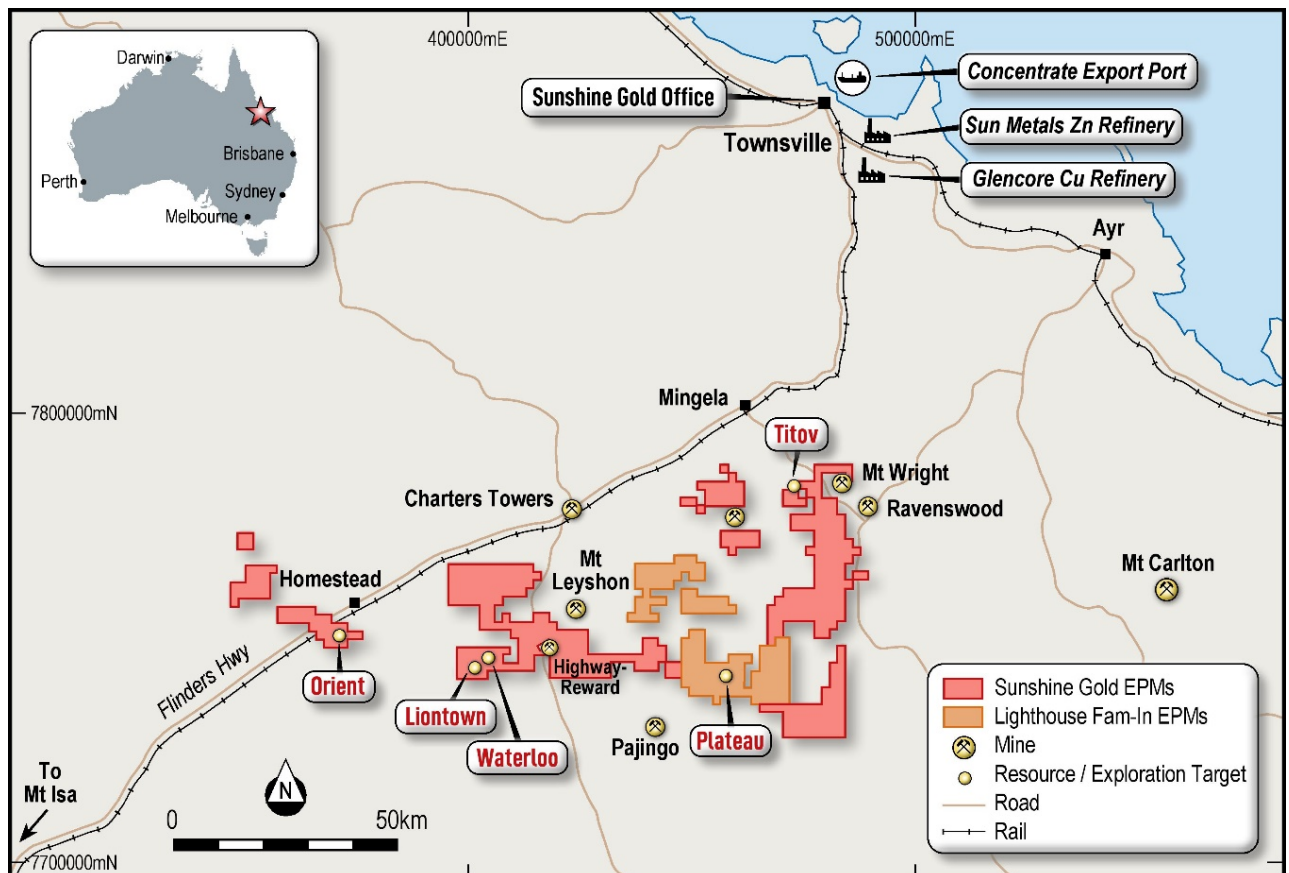 400000mE
500000mE
Darwin
Brisbane
Perth
Sydney
Melbourne
Concentrate Export Port
Sunshine Gold Office
Sun Metals Zn Refinery
Townsville
Glencore Cu Refinery
Ayr
7800000mN
Mingela
Titov
Mt Wright
Charters Towers
Ravenswood
Mt
Leyshon
Homestead
Mt Carlton
Flinders Hwy
Highway-
Reward
Orient
Liontown
Waterloo
Pajingo
Plateau
Sunshine Gold EPMs
Lighthouse Fam-In EPMs
Mine
Resource / Exploration Target
Road
Rail
To
Mt Isa
N
0
50km
7700000mN